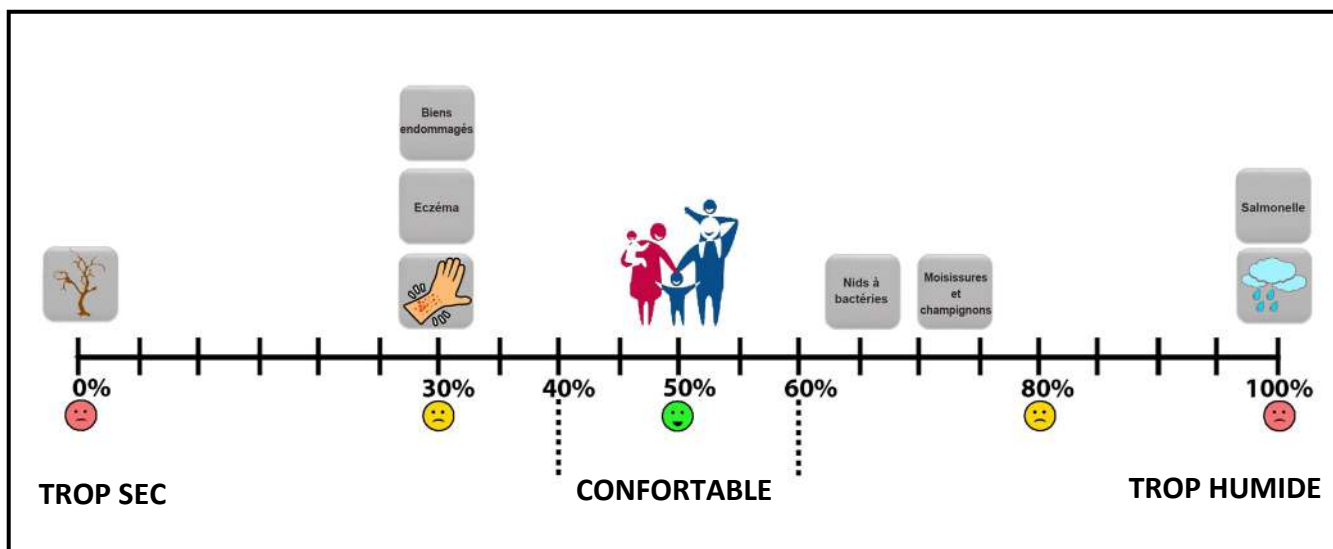 Biens
endommagés
Eczéma
Salmonelle
Nids à
bactéries
Moisissures
et
champignons
0% 30% 40% 50% 60% 80% 100%
TROP SEC CONFORTABLE TROP HUMIDE